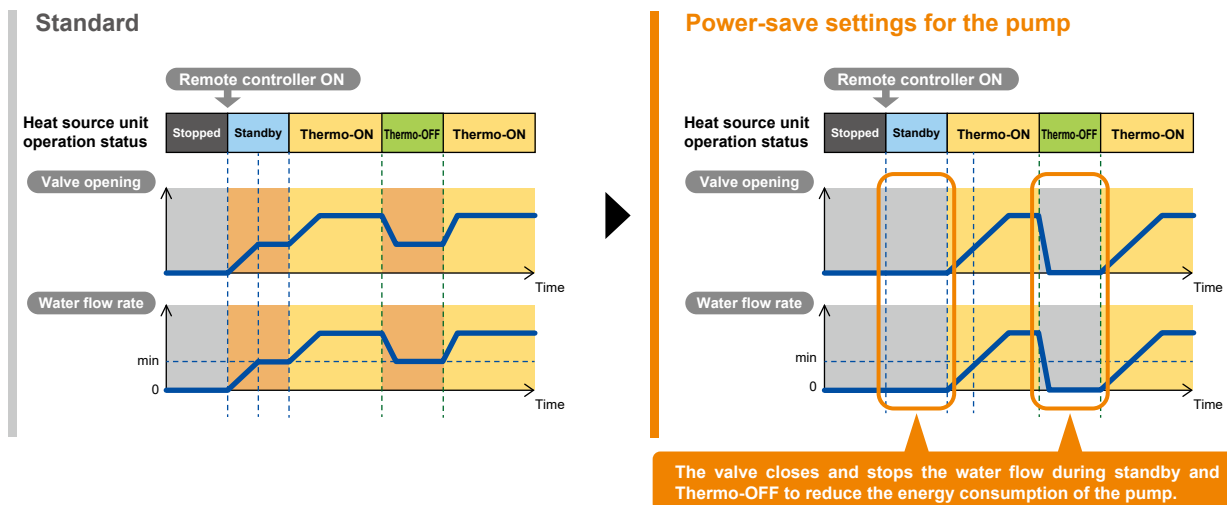 Standard
Remote controller ON
Heat source unit
operation status
Stopped
Standby
Thermo-ON
Thermo-OFF
Thermo-ON
Valve opening
Time
Water flow rate
min
0
Time
Power-save settings for the pump
Remote controller ON
Heat source unit
operation status
Stopped
Standby
Thermo-ON
Thermo-OFF
Thermo-ON
Valve opening
Time
Water flow rate
min
0
Time
The valve closes and stops the water flow during standby and
Thermo-OFF to reduce the energy consumption of the pump.